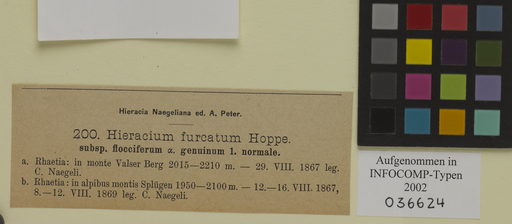 Hieracia Naegeliana ed. A. Peter.
200. Hieracium furcatum Hoppe.
subsp. flocciferum α. genuinum 1. normale.
a. Rhaetia: in monte Valser Berg 2015—2210 m. — 29. VIII. 1867 leg.
C. Naegeli.
b. Rhaetia: in alpibus montis Splügen 1950—2100 m. — 12.—16. VIII. 1867,
8.—12. VIII. 1869 leg. C. Naegeli.
Aufgenommen in
INFOCOMP-Typen
2002
036624